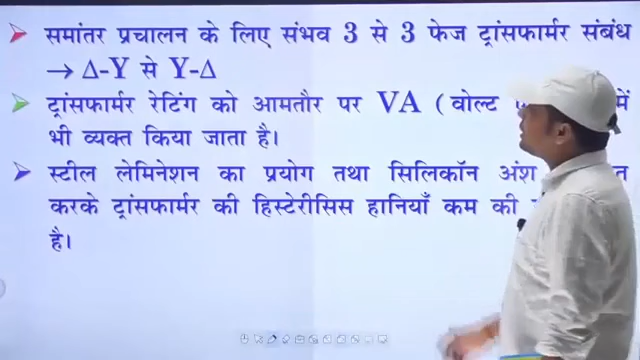 समांतर प्रचालन के लिए संभव 3 से 3 फेज ट्रांसफार्मर संबंध
→ Δ-Y से Y-Δ
ट्रांसफार्मर रेटिंग को आमतौर पर VA ( वोल्ट में
भी व्यक्त किया जाता है।
स्टील लेमिनेशन का प्रयोग तथा सिलिकॉन अंश
करके ट्रांसफार्मर की हिस्टेरीसिस हानियाँ कम की
है।